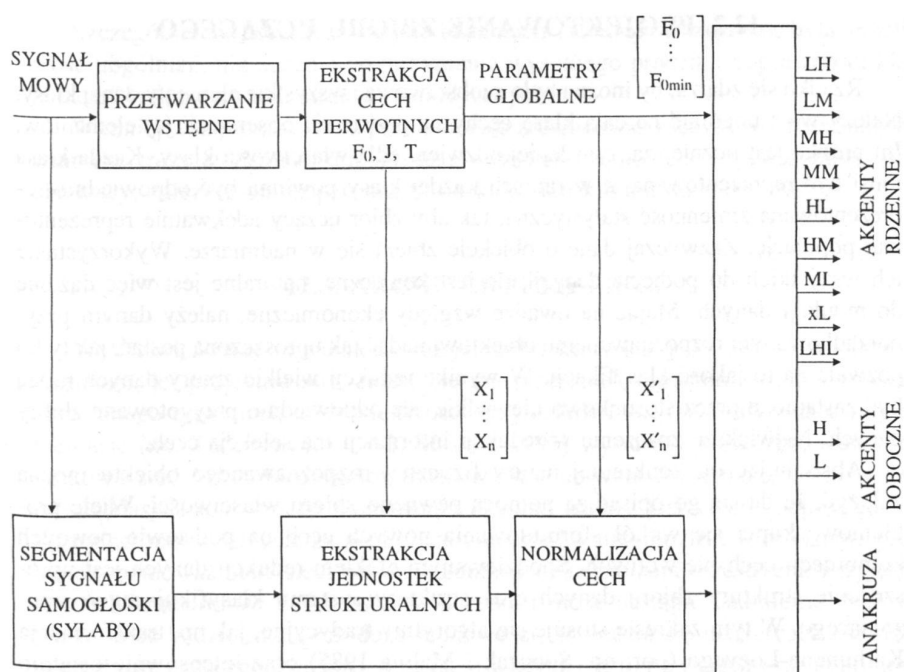 SYGNAŁ
MOWY
PRZETWARZANIE
WSTĘPNE
EKSTRAKCJA
CECH
PIERWOTNYCH
F₀, J, T
PARAMETRY
GLOBALNE
F̅₀
⋮
F₀min
LH
LM
MH
MM
HL
HM
ML
xL
LHL
AKCENTY
RDZENNE
H
L
AKCENTY
POBOCZNE
ANAKRUZA
X₁
⋮
Xₙ
X'₁
⋮
X'ₙ
SEGMENTACJA
SYGNAŁU
SAMOGŁOSKI
(SYLABY)
EKSTRAKCJA
JEDNOSTEK
STRUKTURALNYCH
NORMALIZACJA
CECH